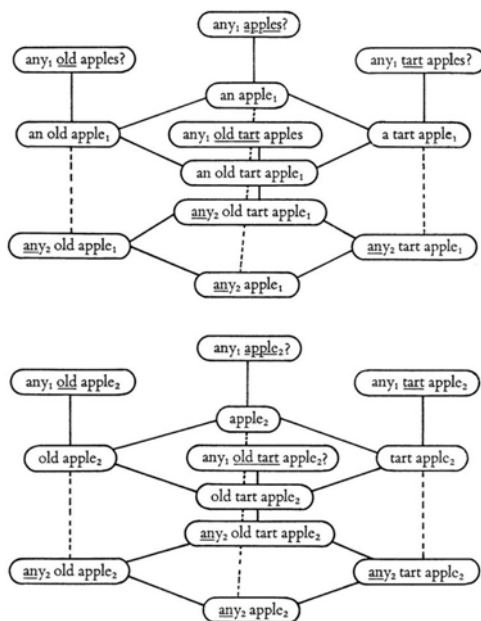 any₁ apples?
any₁ old apples?
any₁ tart apples?
an apple₁
an old apple₁
any₁ old tart apples
a tart apple₁
an old tart apple₁
any₂ old tart apple₁
any₂ old apple₁
any₂ tart apple₁
any₂ apple₁
any₁ apple₂?
any₁ old apple₂
any₁ tart apple₂
apple₂
old apple₂
any₁ old tart apple₂?
tart apple₂
old tart apple₂
any₂ old tart apple₂
any₂ old apple₂
any₂ tart apple₂
any₂ apple₂